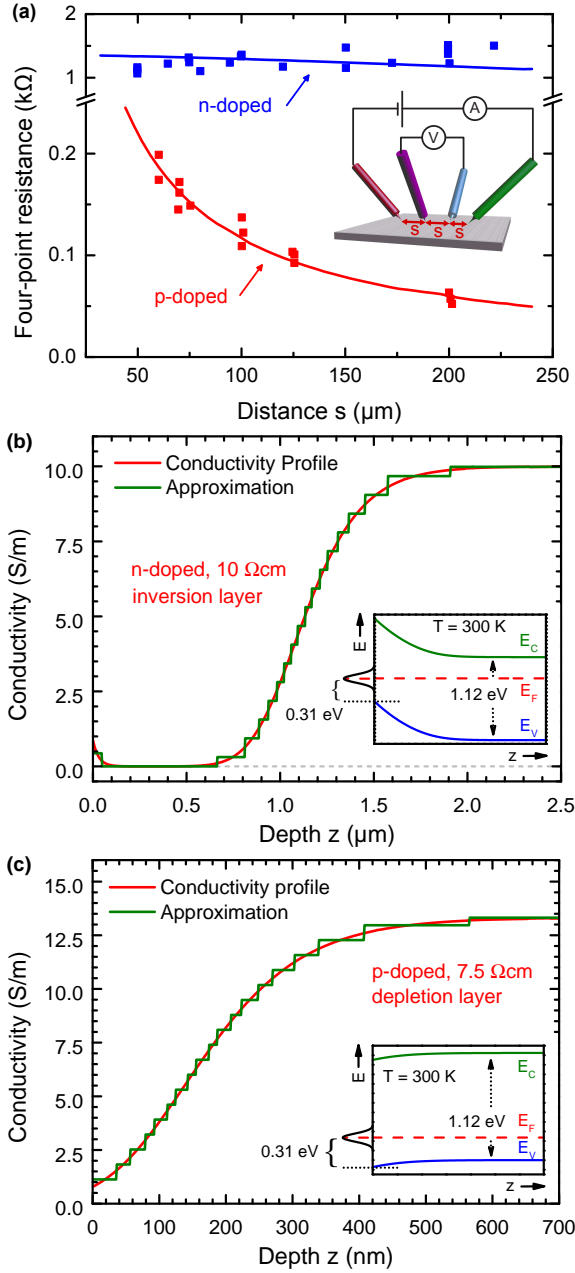 (a)
Four-point resistance (kΩ)
2
1
0.2
0.1
0.0
n-doped
p-doped
A
V
S S S
50 100 150 200 250
Distance s (µm)
(b)
Conductivity (S/m)
10.0
7.5
5.0
2.5
0.0
Conductivity Profile
Approximation
n-doped, 10 Ωcm
inversion layer
E
T = 300 K
E_C
E_F
1.12 eV
0.31 eV
E_V
z
0.0 0.5 1.0 1.5 2.0 2.5
Depth z (µm)
(c)
Conductivity (S/m)
15.0
12.5
10.0
7.5
5.0
2.5
0.0
Conductivity profile
Approximation
p-doped, 7.5 Ωcm
depletion layer
E
E_C
T = 300 K
1.12 eV
E_F
0.31 eV
E_V
z
0 100 200 300 400 500 600 700
Depth z (nm)